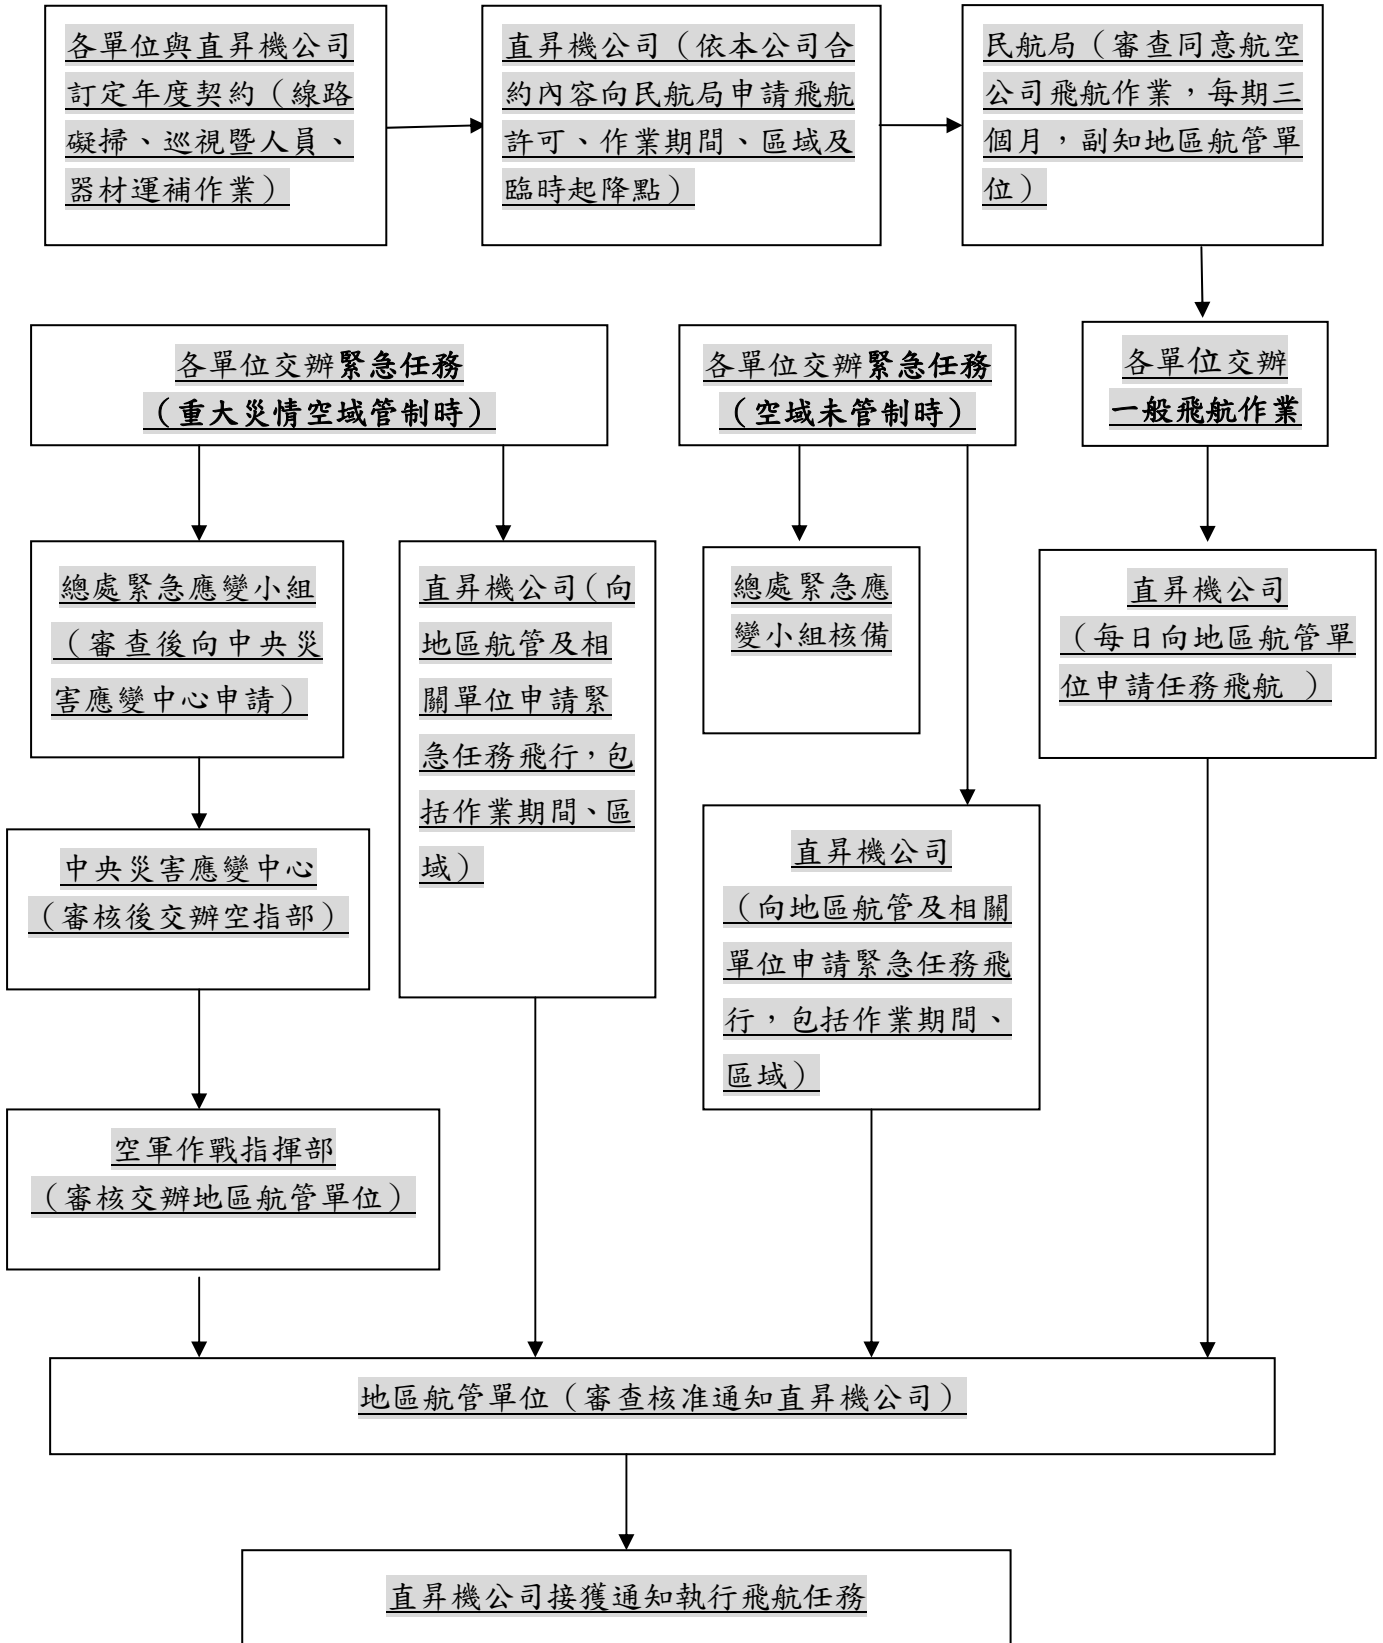 各單位與直昇機公司
訂定年度契約（線路
礙掃、巡視暨人員、
器材運補作業）
直昇機公司（依本公司合
約內容向民航局申請飛航
許可、作業期間、區域及
臨時起降點）
民航局（審查同意航空
公司飛航作業，每期三
個月，副知地區航管單
位）
各單位交辦緊急任務
（重大災情空域管制時）
各單位交辦緊急任務
（空域未管制時）
各單位交辦
一般飛航作業
總處緊急應變小組
（審查後向中央災
害應變中心申請）
直昇機公司（向
地區航管及相
關單位申請緊
急任務飛行，包
括作業期間、區
域）
總處緊急應
變小組核備
直昇機公司
（每日向地區航管單
位申請任務飛航 ）
中央災害應變中心
（審核後交辦空指部）
直昇機公司
（向地區航管及相關
單位申請緊急任務飛
行，包括作業期間、
區域）
空軍作戰指揮部
（審核交辦地區航管單位）
地區航管單位（審查核准通知直昇機公司）
直昇機公司接獲通知執行飛航任務